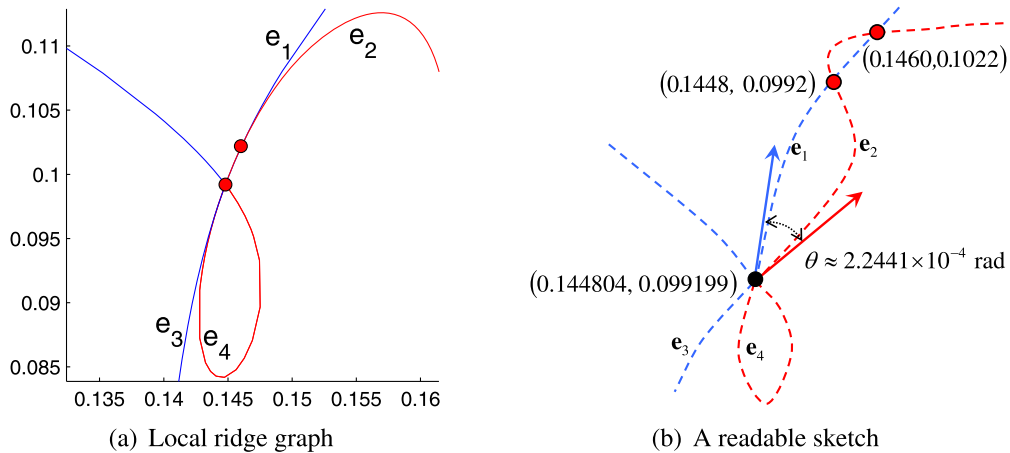 0.11
0.105
0.1
0.095
0.09
0.085
0.135 0.14 0.145 0.15 0.155 0.16
e1
e2
e3
e4
(a) Local ridge graph
(0.1460,0.1022)
(0.1448, 0.0992)
e1
e2
θ ≈ 2.2441×10⁻⁴ rad
(0.144804, 0.099199)
e3
e4
(b) A readable sketch